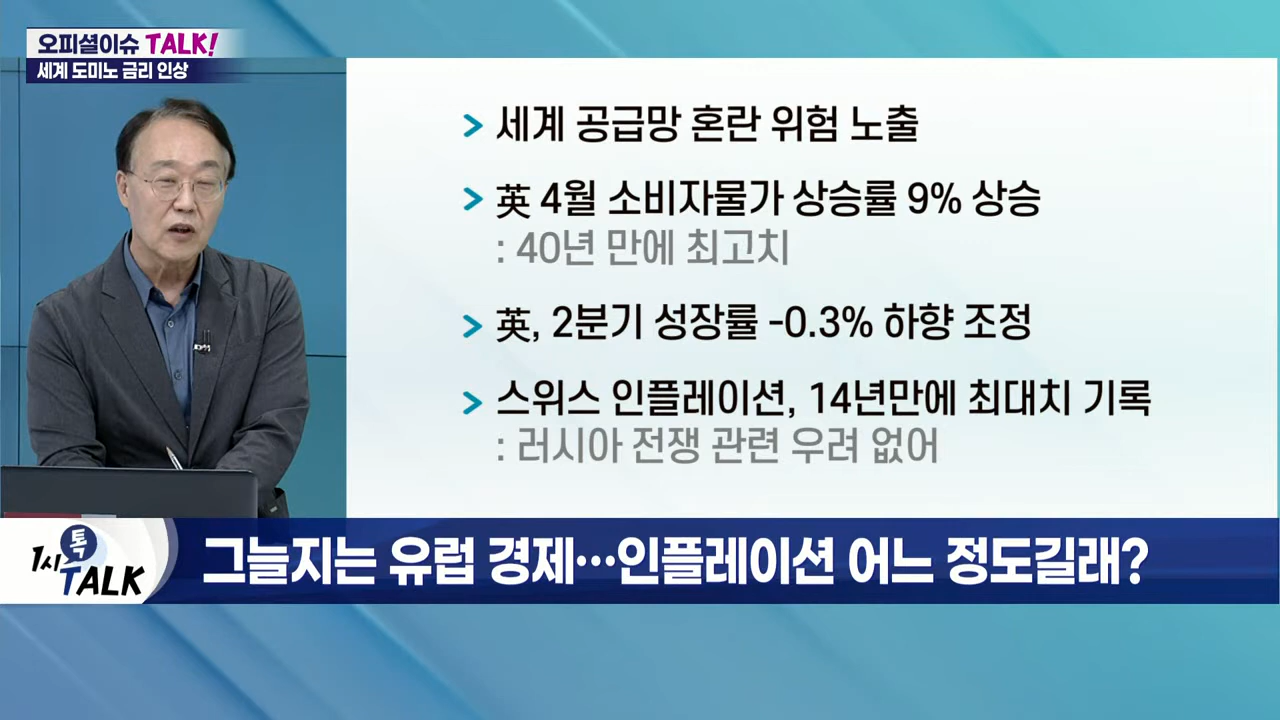 오피셜이슈 TALK!
세계 도미노 금리 인상
> 세계 공급망 혼란 위험 노출
> 英 4월 소비자물가 상승률 9% 상승
: 40년 만에 최고치
> 英, 2분기 성장률 -0.3% 하향 조정
> 스위스 인플레이션, 14년만에 최대치 기록
: 러시아 전쟁 관련 우려 없어
1시 톡 TALK
그늘지는 유럽 경제…인플레이션 어느 정도길래?